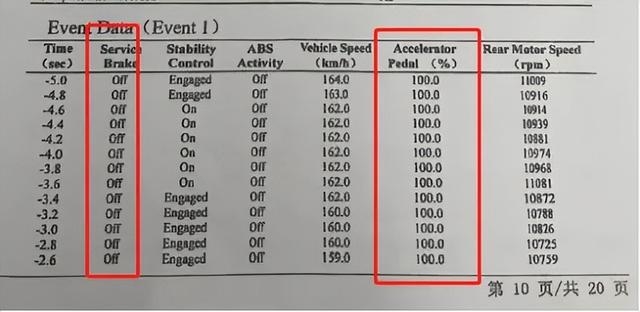 Event Data (Event 1)
Time (sec) Service Brake Stability Control ABS Activity Vehicle Speed (km/h) Accelerator Pedal (%) Rear Motor Speed (rpm)
-5.0 Off Engaged Off 164.0 100.0 11009
-4.8 Off Engaged Off 163.0 100.0 10916
-4.6 Off On Off 162.0 100.0 10914
-4.4 Off On Off 162.0 100.0 10939
-4.2 Off On Off 162.0 100.0 10881
-4.0 Off On Off 162.0 100.0 10974
-3.8 Off On Off 162.0 100.0 10968
-3.6 Off On Off 162.0 100.0 11081
-3.4 Off Engaged Off 162.0 100.0 10872
-3.2 Off Engaged Off 160.0 100.0 10788
-3.0 Off Engaged Off 160.0 100.0 10826
-2.8 Off Engaged Off 160.0 100.0 10725
-2.6 Off Engaged Off 159.0 100.0 10759
第 10 页/共 20 页